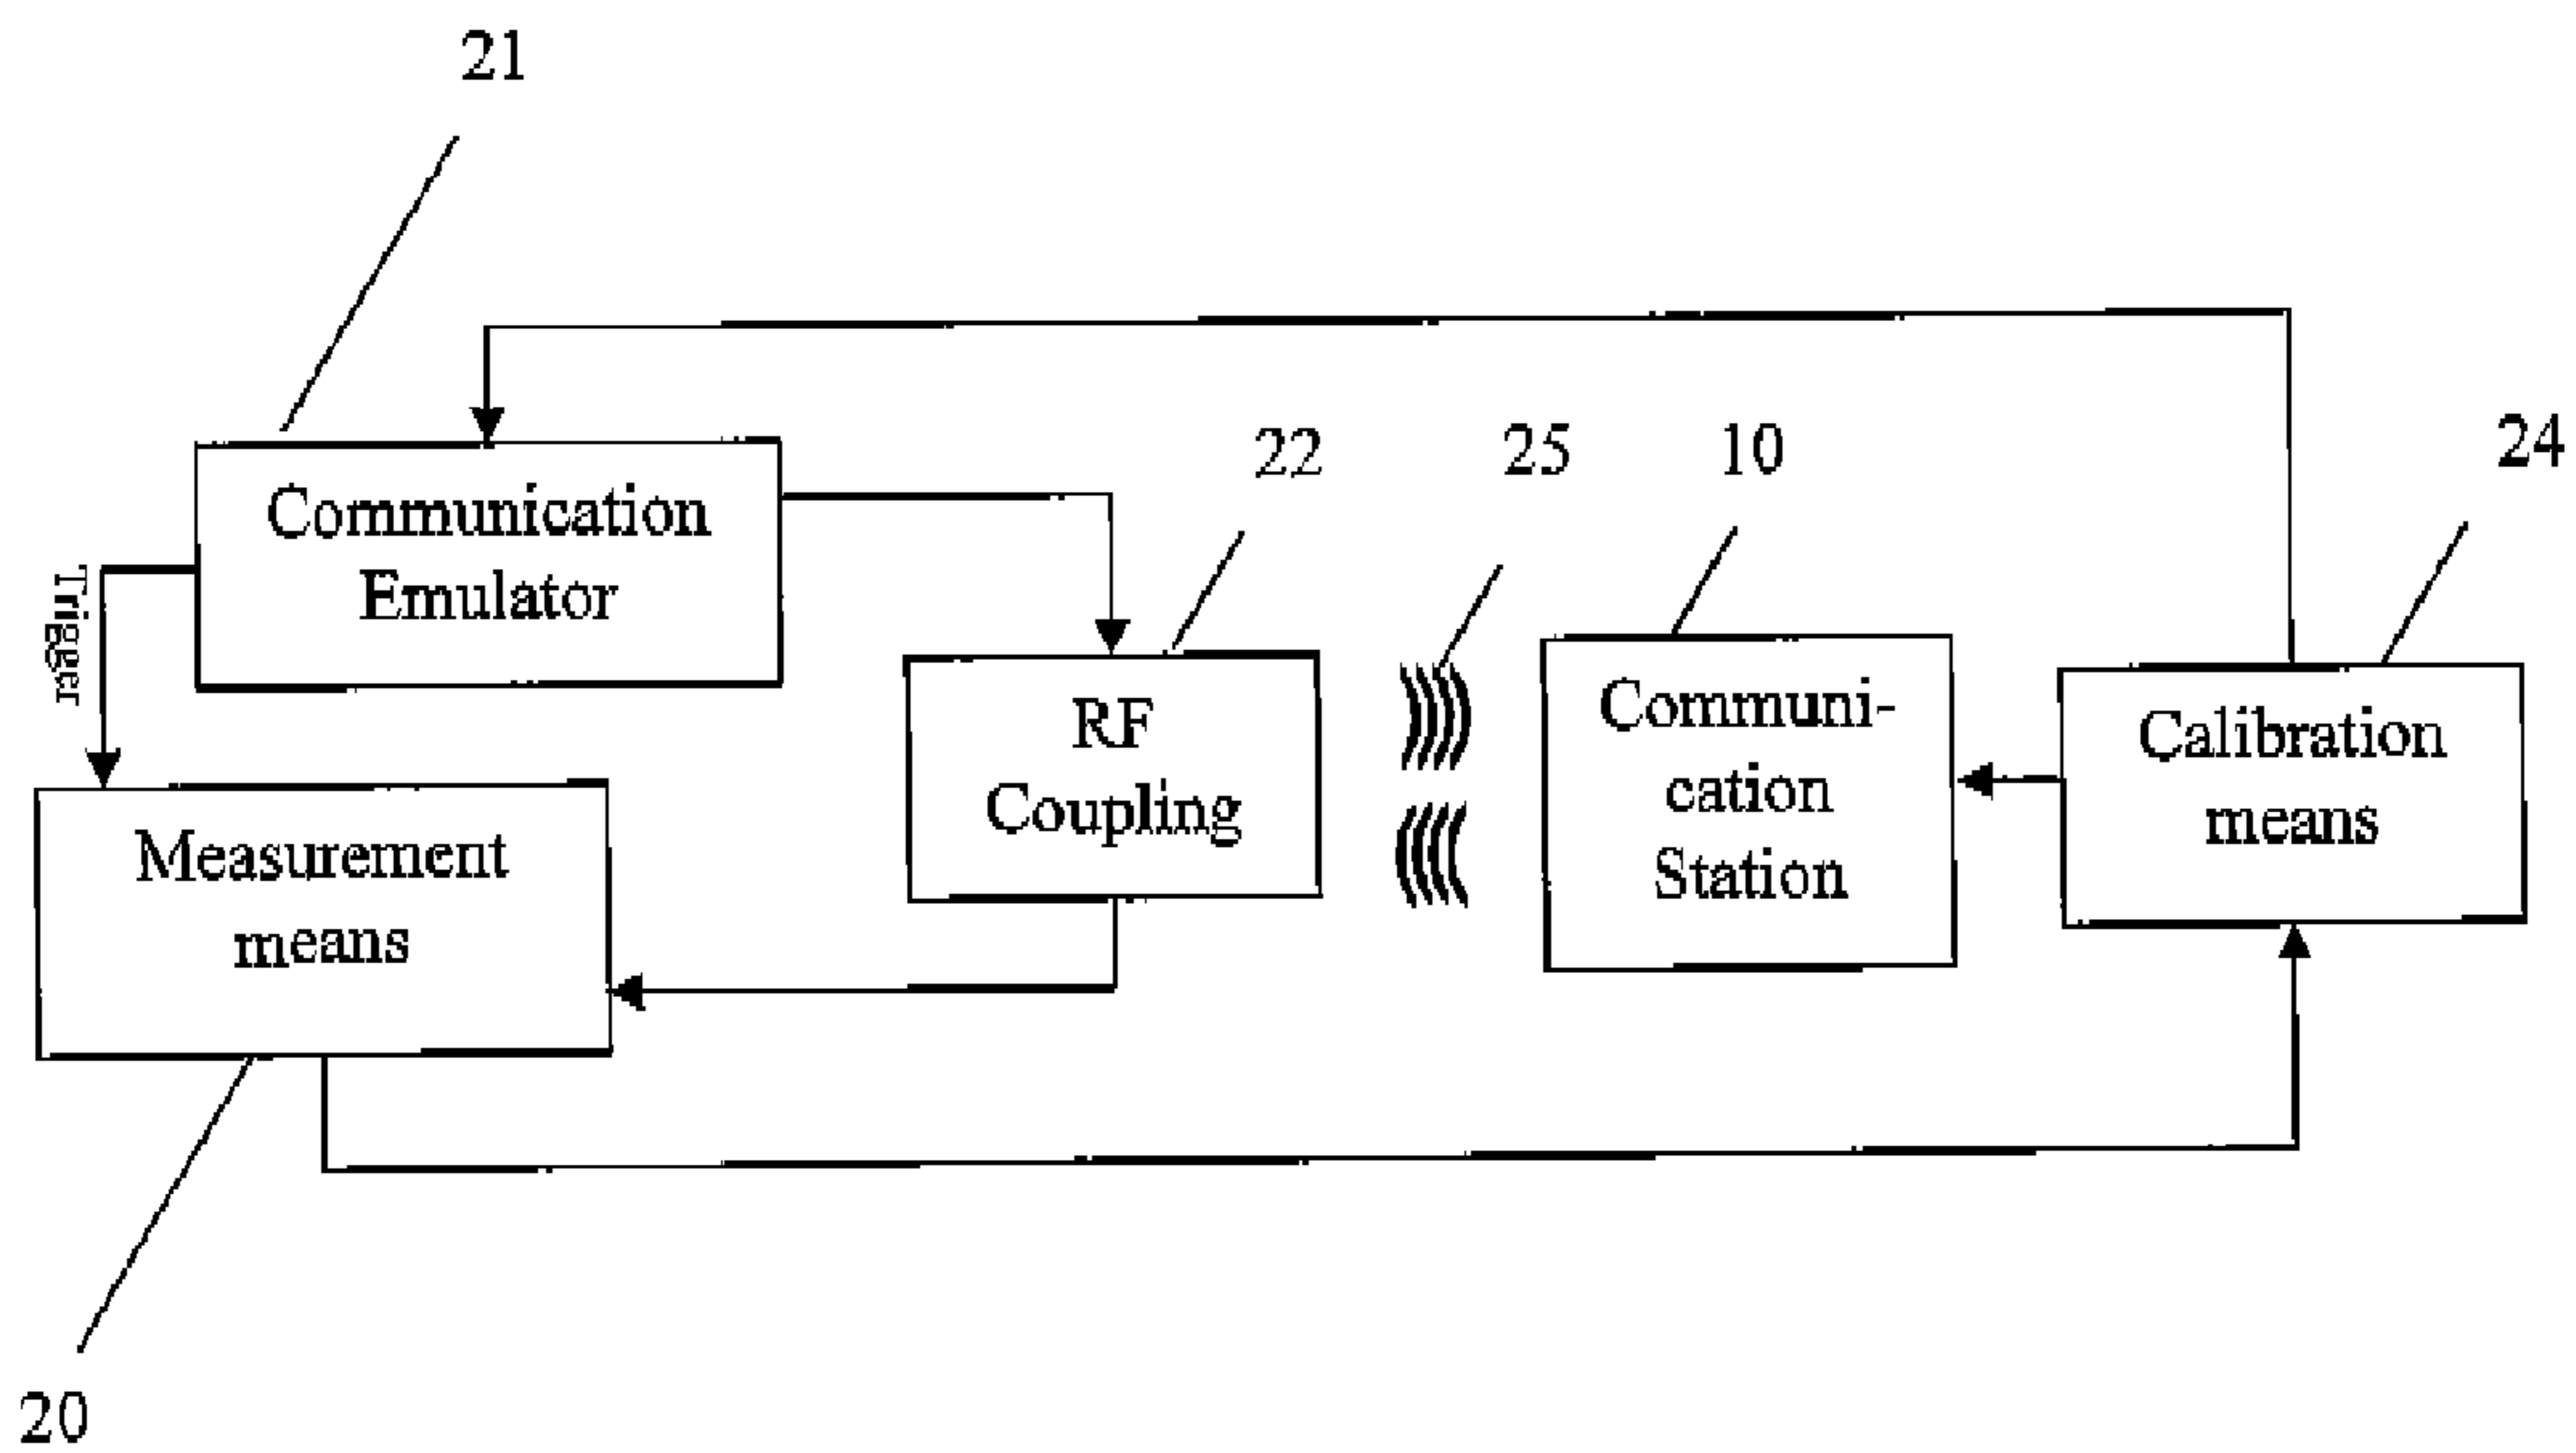 21
22
25
10
24
Communication
Emulator
Trigger
RF
Coupling
Communi-
cation
Station
Calibration
means
Measurement
means
20